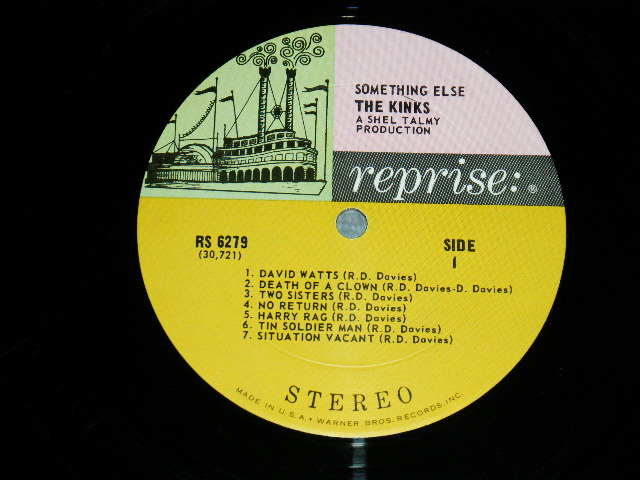 SOMETHING ELSE
THE KINKS
A SHEL TALMY
PRODUCTION
reprise: ®
RS 6279
(30,721)
SIDE
1
1. DAVID WATTS (R.D. Davies)
2. DEATH OF A CLOWN (R.D. Davies-D. Davies)
3. TWO SISTERS (R.D. Davies)
4. NO RETURN (R.D. Davies)
5. HARRY RAG (R.D. Davies)
6. TIN SOLDIER MAN (R.D. Davies)
7. SITUATION VACANT (R.D. Davies)
STEREO
MADE IN U.S.A. • WARNER BROS. RECORDS, INC.